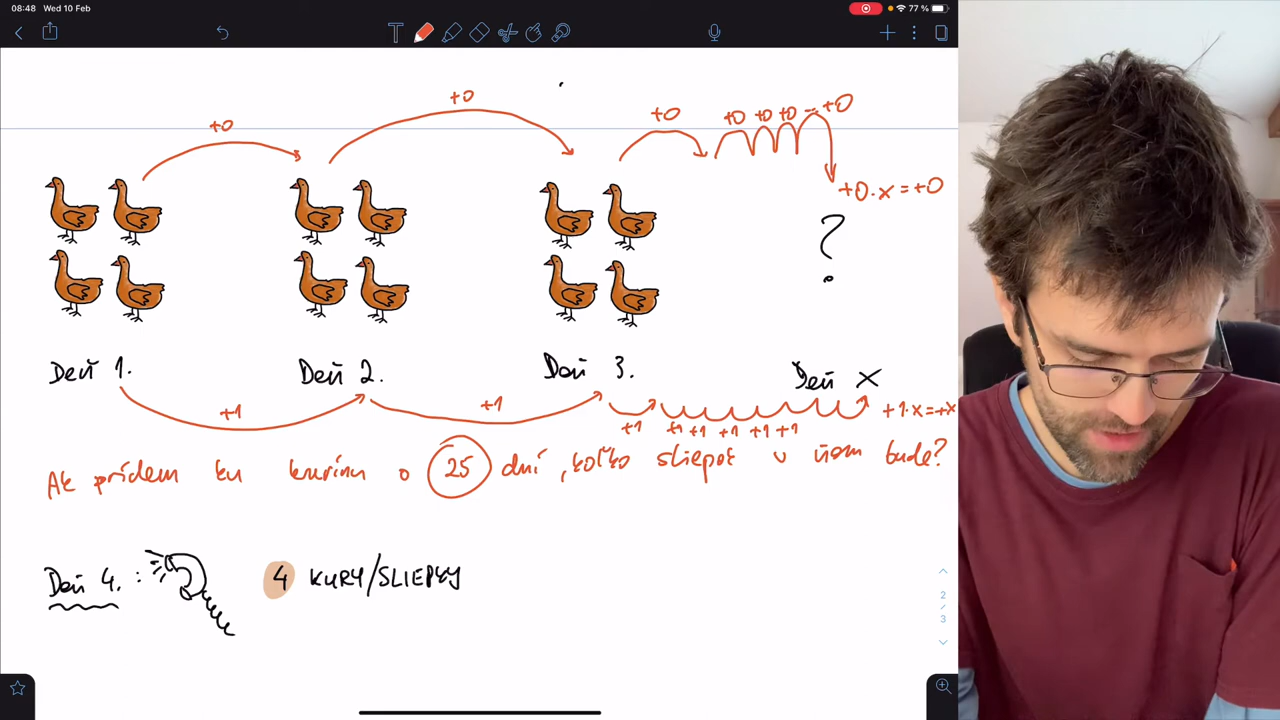 08:48 Wed 10 Feb
77 %
T
+0
+0
+0
+0 +0 +0 +0
+0·x=+0
?
Deň 1.
Deň 2.
Deň 3.
Deň X
+1
+1
+1
+1 +1 +1 +1 +1
+1·x=+x
Ak prídem ku kurínu o 25 dní, koľko sliepok v ňom bude?
Deň 4. :
4 KURY/SLIEPKY
2
/
3